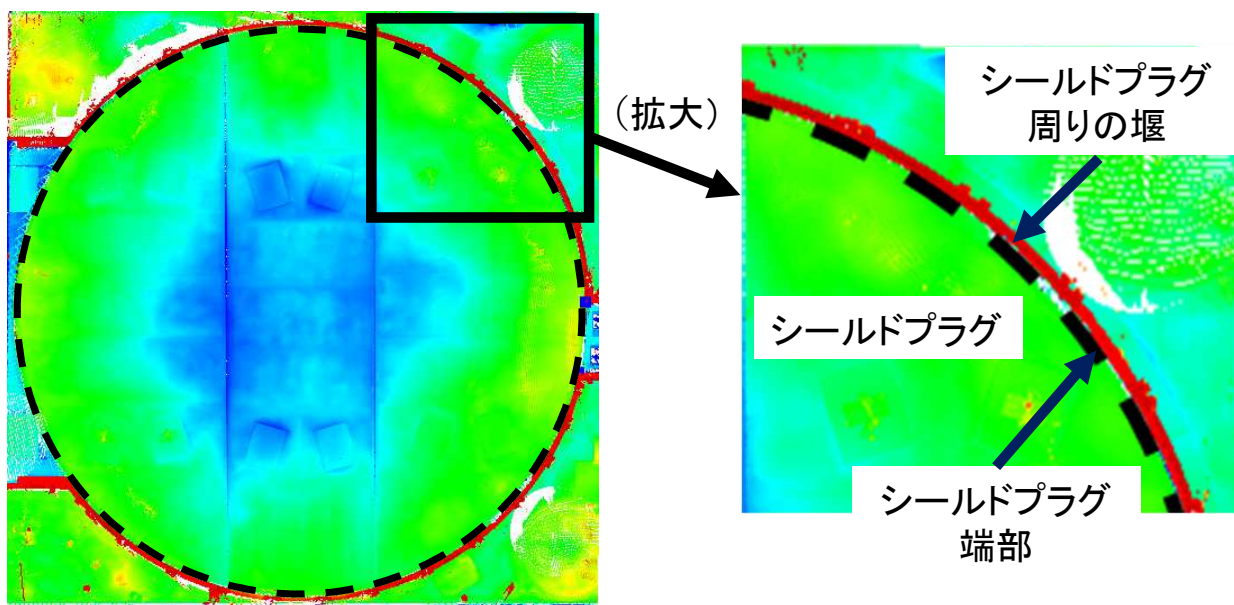 （拡大）
シールドプラグ
周りの堰
シールドプラグ
シールドプラグ
端部